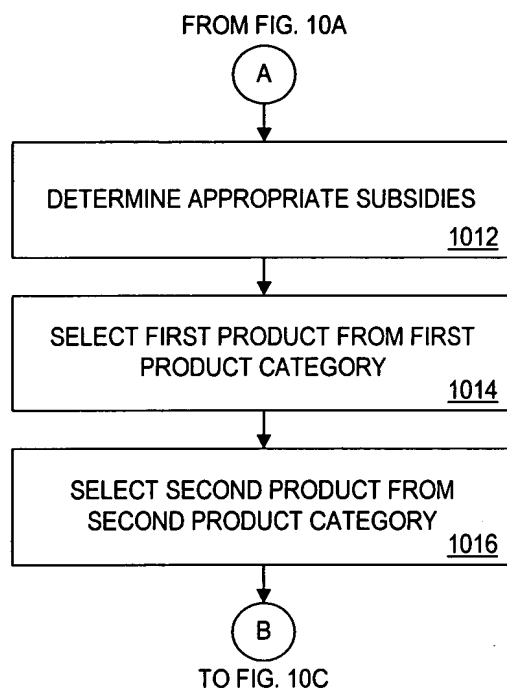 FROM FIG. 10A
A
DETERMINE APPROPRIATE SUBSIDIES
1012
SELECT FIRST PRODUCT FROM FIRST
PRODUCT CATEGORY
1014
SELECT SECOND PRODUCT FROM
SECOND PRODUCT CATEGORY
1016
B
TO FIG. 10C